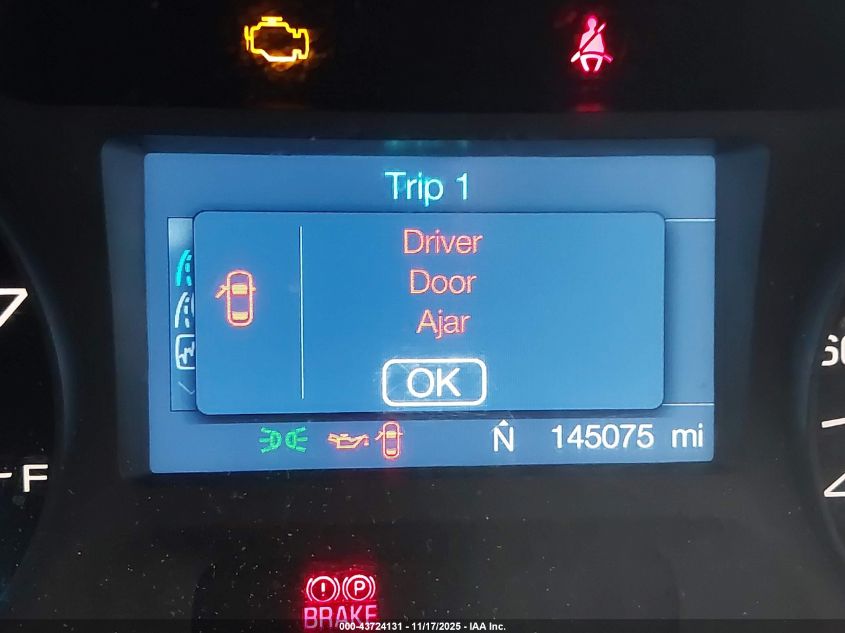 Trip 1
Driver
Door
Ajar
OK
N 145075 mi
F
P
BRAKE
000-43724131 - 11/17/2025 - IAA Inc.